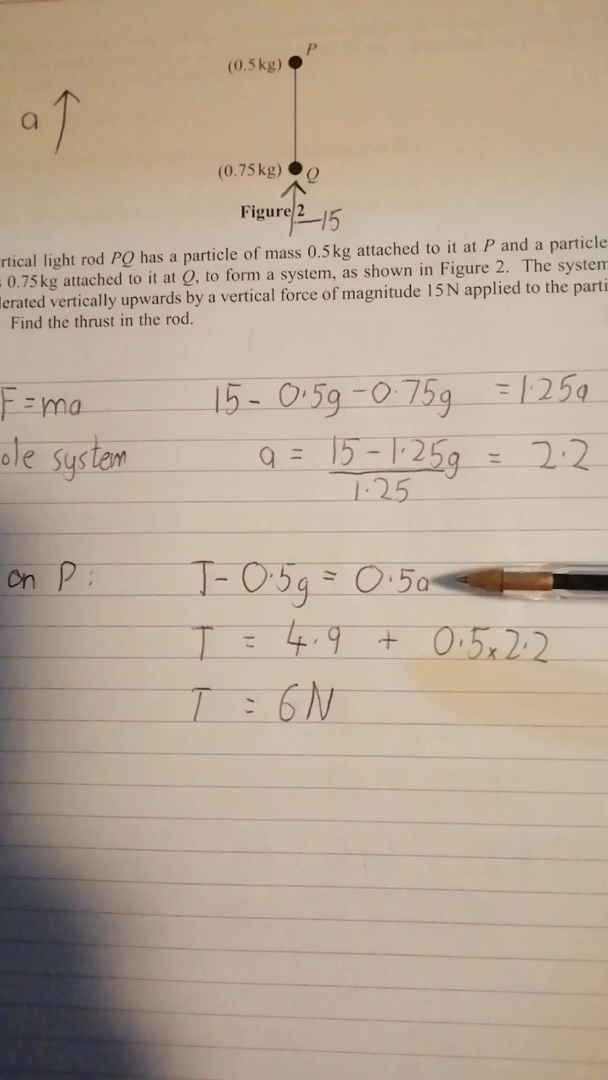 P
(0.5 kg)
a
(0.75 kg) Q
Figure 2
15
rtical light rod PQ has a particle of mass 0.5 kg attached to it at P and a particle
0.75 kg attached to it at Q, to form a system, as shown in Figure 2. The system
lerated vertically upwards by a vertical force of magnitude 15 N applied to the parti
Find the thrust in the rod.
F = ma 15 - 0.5g - 0.75g = 1.25a
ole system a = 15 - 1.25g / 1.25 = 2.2
on P: T - 0.5g = 0.5a
T = 4.9 + 0.5 x 2.2
T = 6N